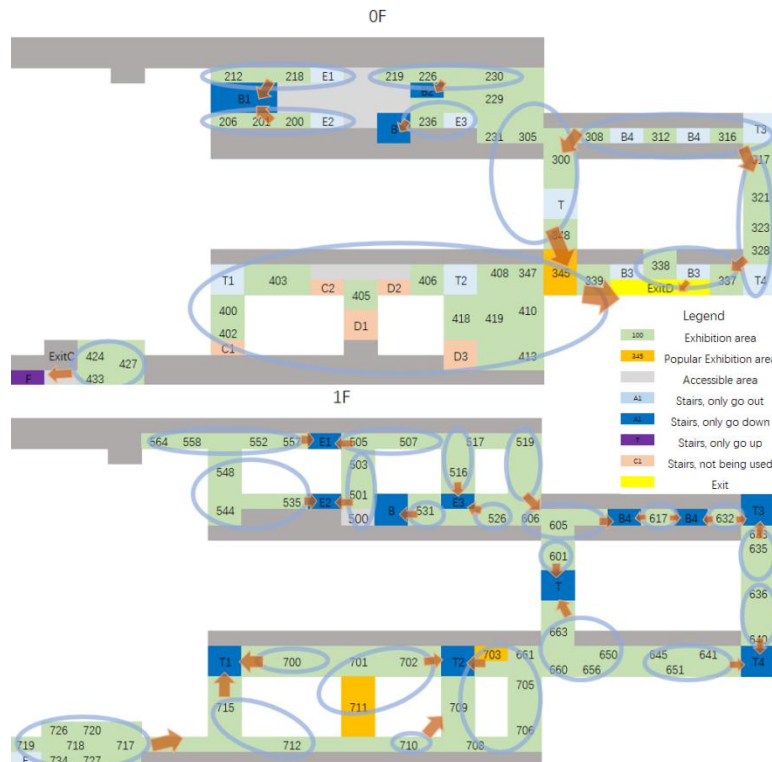 0F
212 218 E1 219 226 230
B1 B2 229
206 201 200 E2 B 236 E3
231 305 308 B4 312 B4 316 T3
300 317
321
T
323
348 328
T1 403 C2 D2 406 T2 408 347 345 339 B3 338 B3 337 T4
405 ExitD
400 D1 418 419 410
402
C1 D3 413
ExitC 424 427
F 433
Legend
100 Exhibition area
345 Popular Exhibition area
Accessible area
A1 Stairs, only go out
A1 Stairs, only go down
T Stairs, only go up
C1 Stairs, not being used
Exit
1F
564 558 552 557 E1 505 507 517 519
548 503 516
544 535 E2 501 B 531 E3 526 606 605 B4 617 B4 632 T3
500
601 635
T 636
663 640
T1 700 701 702 T2 703 661 660 656 650 645 651 641 T4
705
715 711 709 706
726 720
719 718 717 712 710 708
734 727